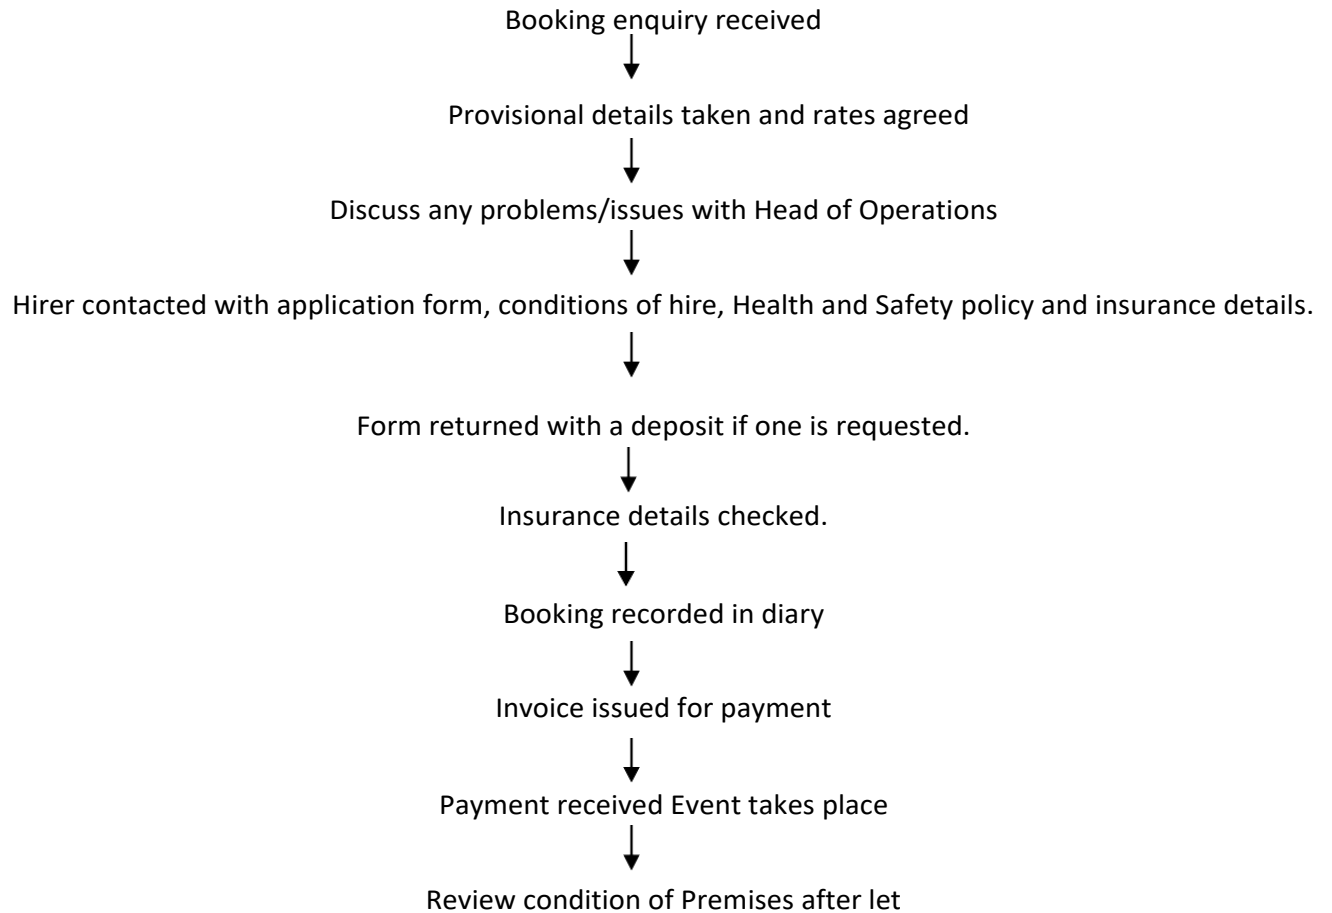 Booking enquiry received
Provisional details taken and rates agreed
Discuss any problems/issues with Head of Operations
Hirer contacted with application form, conditions of hire, Health and Safety policy and insurance details.
Form returned with a deposit if one is requested.
Insurance details checked.
Booking recorded in diary
Invoice issued for payment
Payment received Event takes place
Review condition of Premises after let